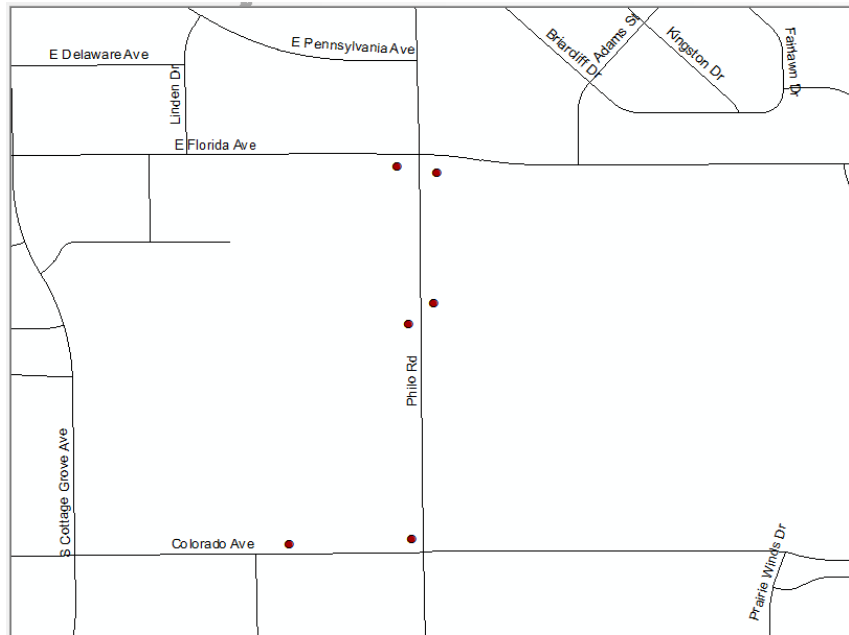 E Pennsylvania Ave
E Delaware Ave
Linden Dr
Briarcliff Dr
Adams St
Kingston Dr
Fairlawn Dr
E Florida Ave
Philo Rd
S Cottage Grove Ave
Colorado Ave
Prairie Winds Dr